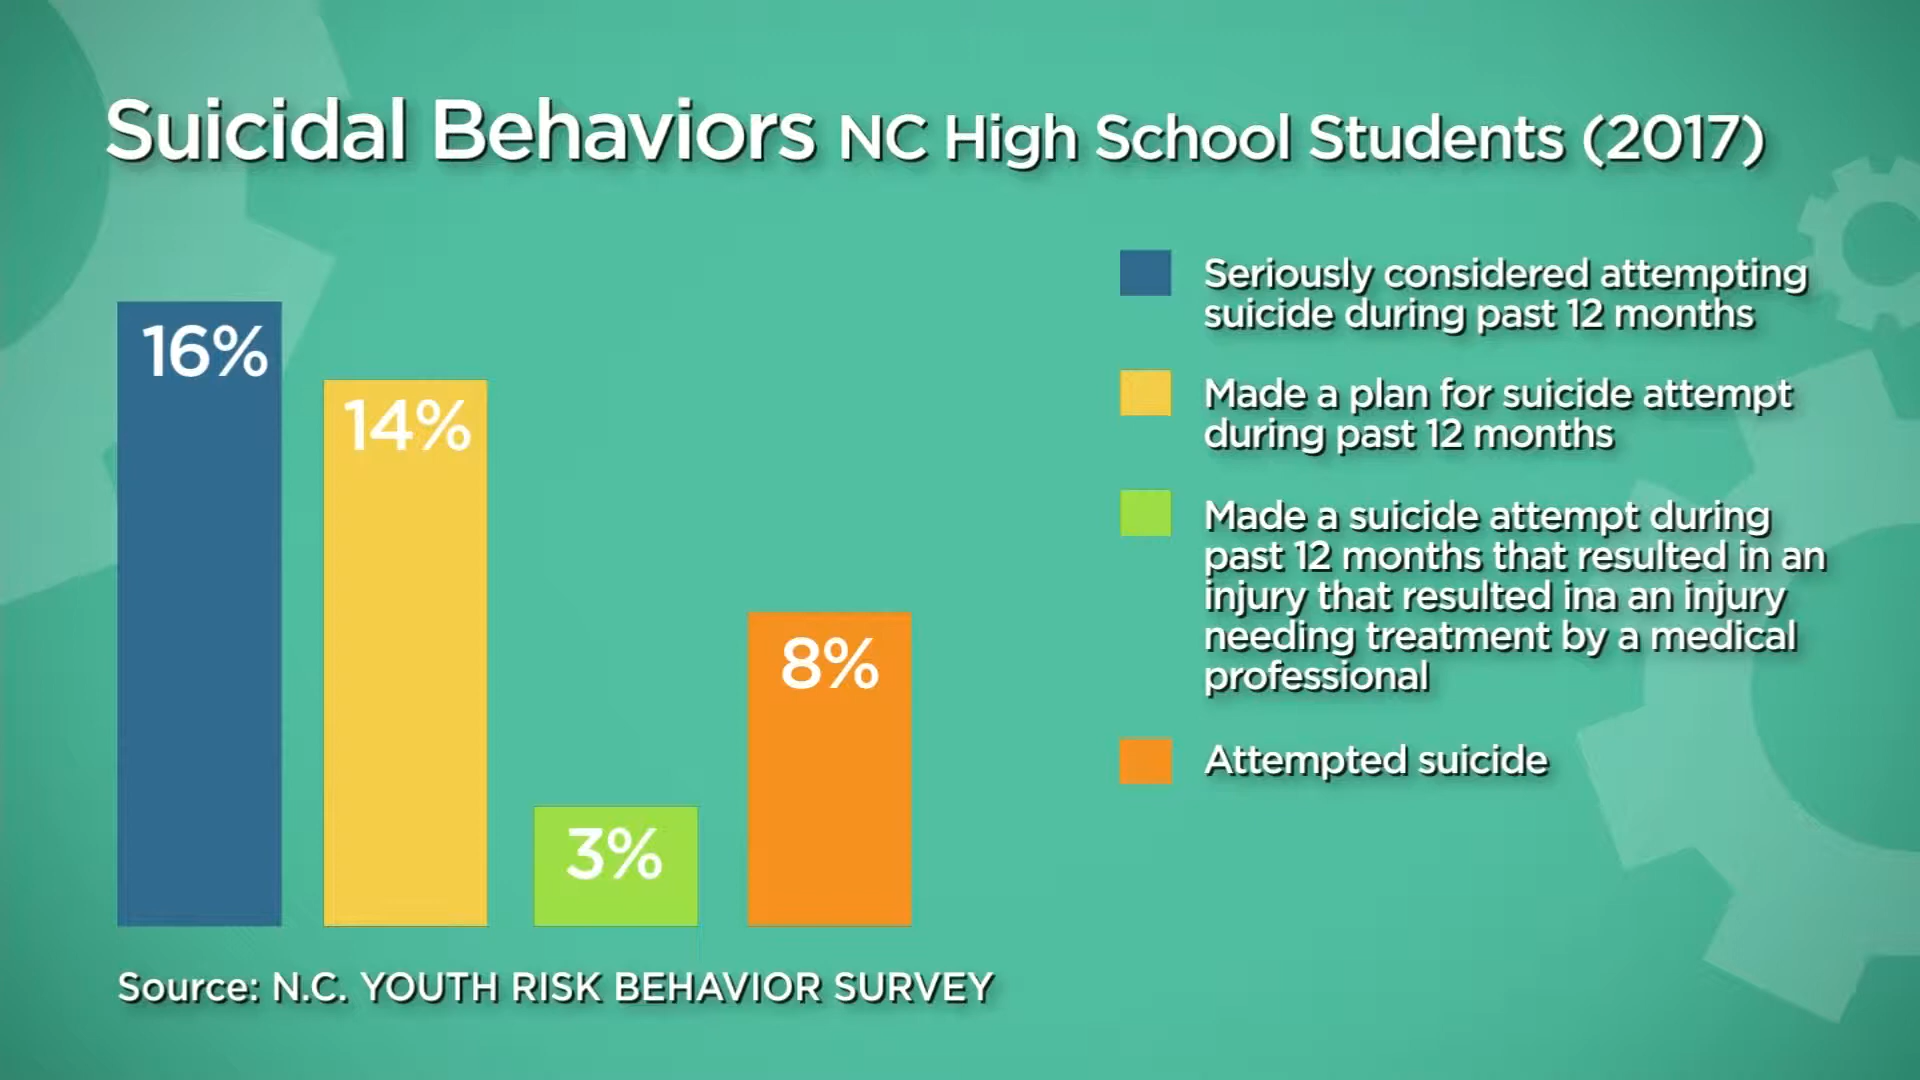 Suicidal Behaviors NC High School Students (2017)
16%
14%
3%
8%
Seriously considered attempting
suicide during past 12 months
Made a plan for suicide attempt
during past 12 months
Made a suicide attempt during
past 12 months that resulted in an
injury that resulted ina an injury
needing treatment by a medical
professional
Attempted suicide
Source: N.C. YOUTH RISK BEHAVIOR SURVEY